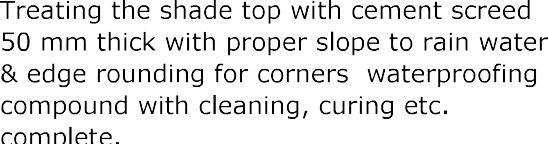 Treating the shade top with cement screed
50 mm thick with proper slope to rain water
& edge rounding for corners  waterproofing
compound with cleaning, curing etc.
complete.